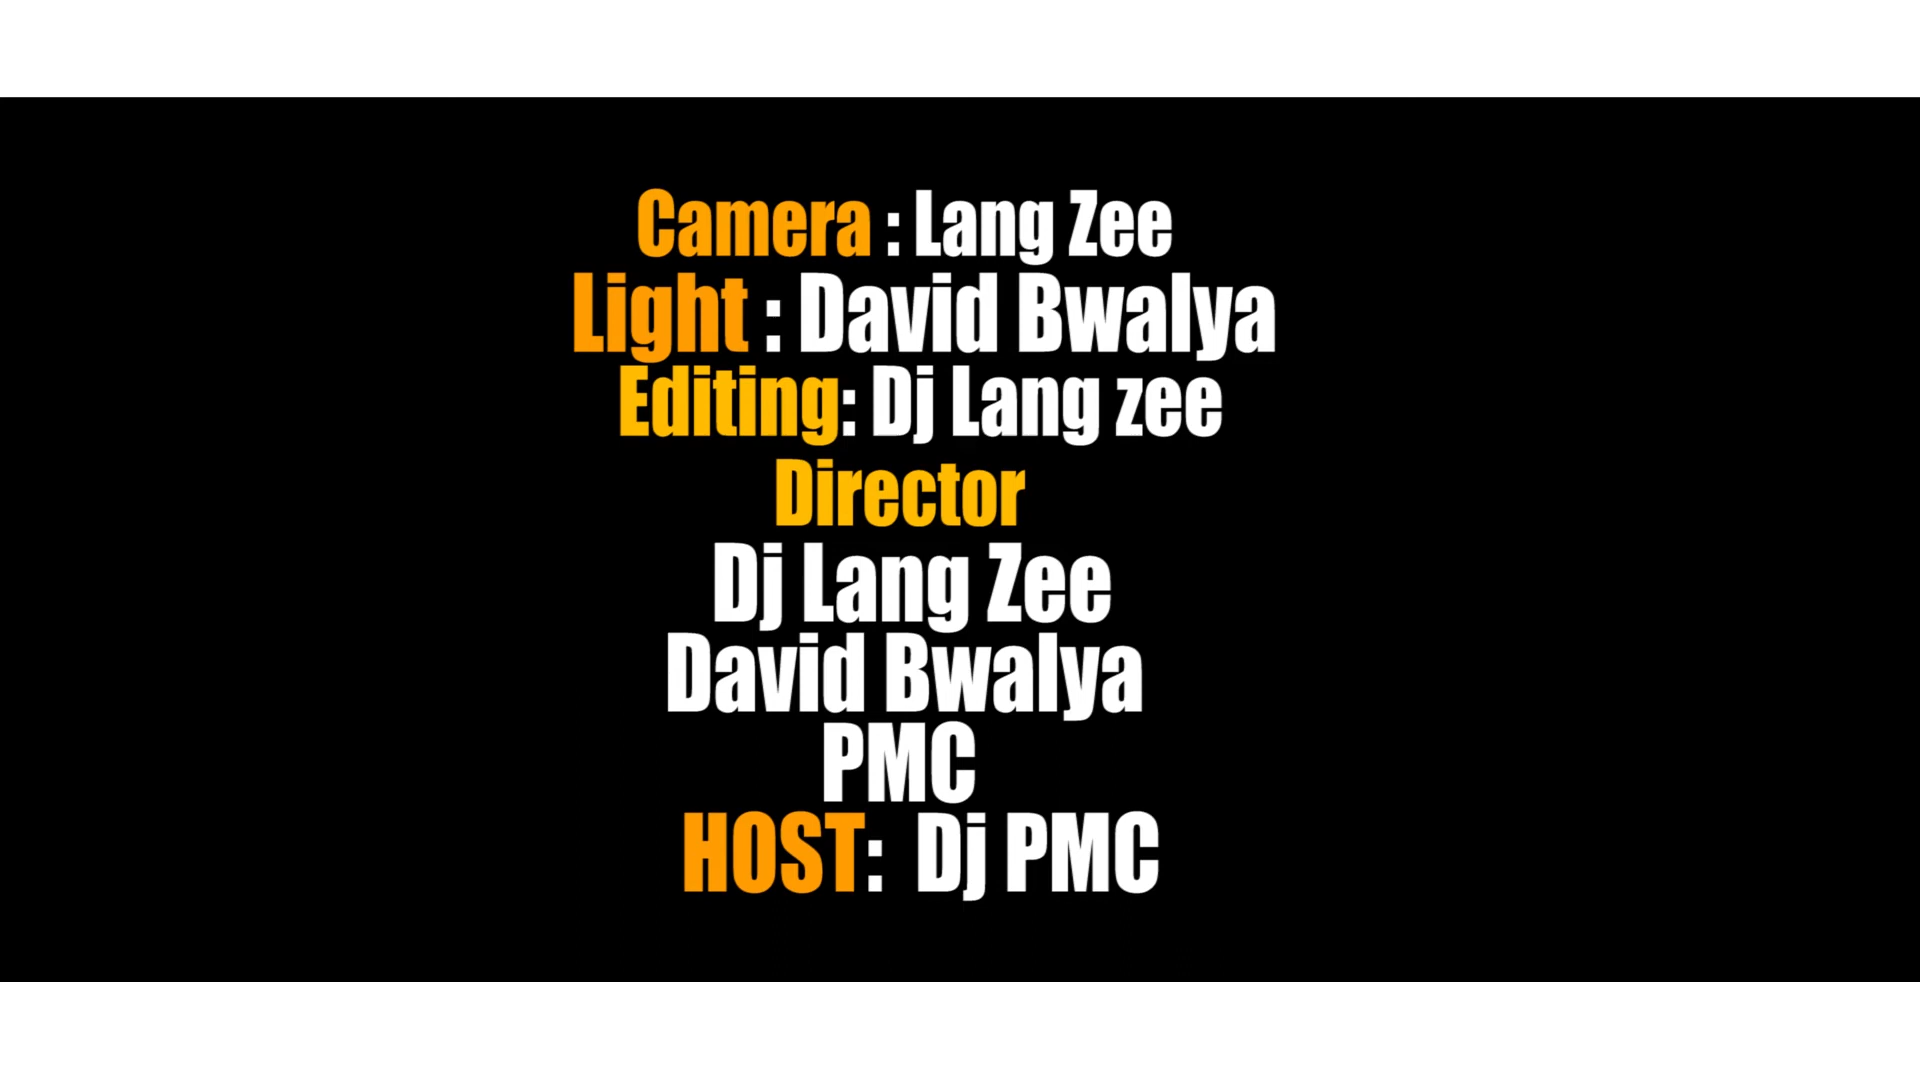 Camera : Lang Zee
Light : David Bwalya
Editing: Dj Lang zee
Director
Dj Lang Zee
David Bwalya
PMC
HOST: Dj PMC